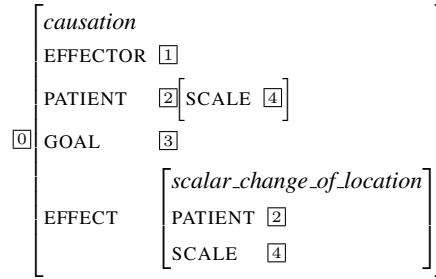 causation
EFFECTOR 1
PATIENT 2 [SCALE 4]
0 GOAL 3
scalar_change_of_location
EFFECT PATIENT 2
SCALE 4